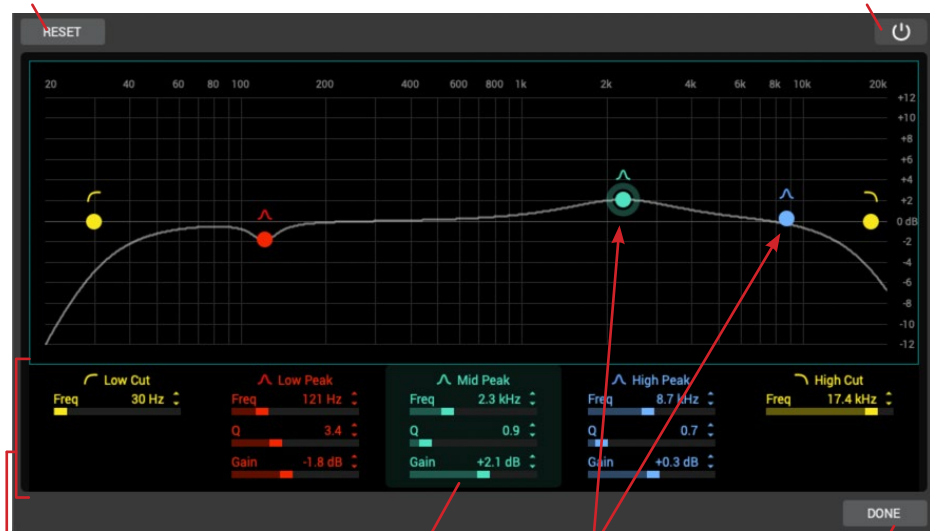 RESET
20 40 60 80 100 200 400 600 800 1k 2k 4k 6k 8k 10k 20k
+12
+10
+8
+6
+4
+2
0 dB
-2
-4
-6
-8
-10
-12
Low Cut Low Peak Mid Peak High Peak High Cut
Freq 30 Hz Freq 121 Hz Freq 2.3 kHz Freq 8.7 kHz Freq 17.4 kHz
Q 3.4 Q 0.9 Q 0.7
Gain -1.8 dB Gain +2.1 dB Gain +0.3 dB
DONE